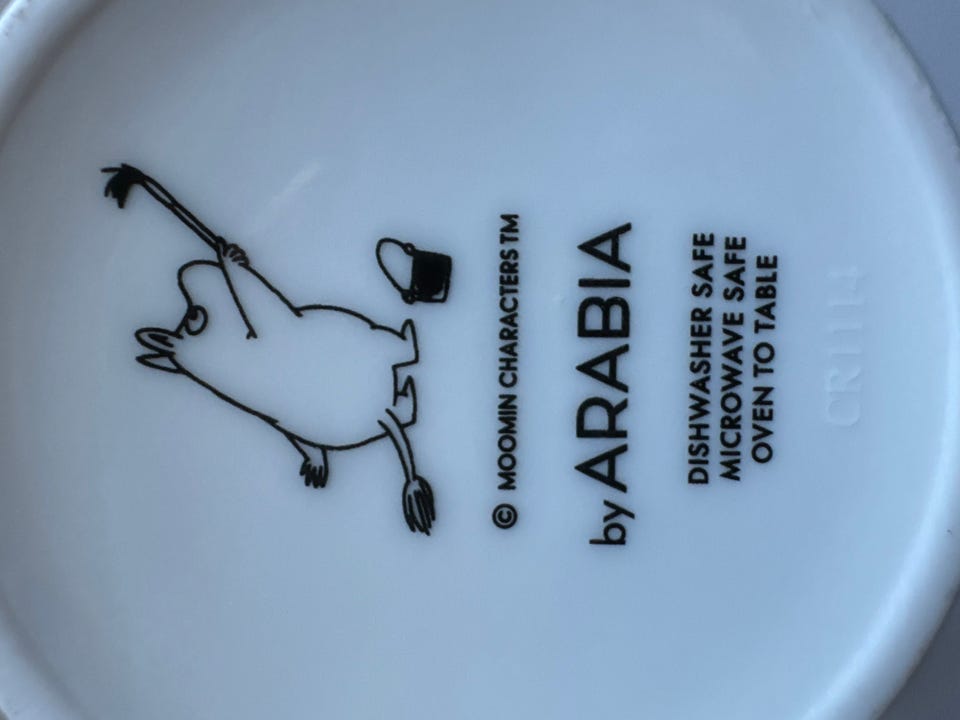 © MOOMIN CHARACTERS TM
by ARABIA
DISHWASHER SAFE
MICROWAVE SAFE
OVEN TO TABLE